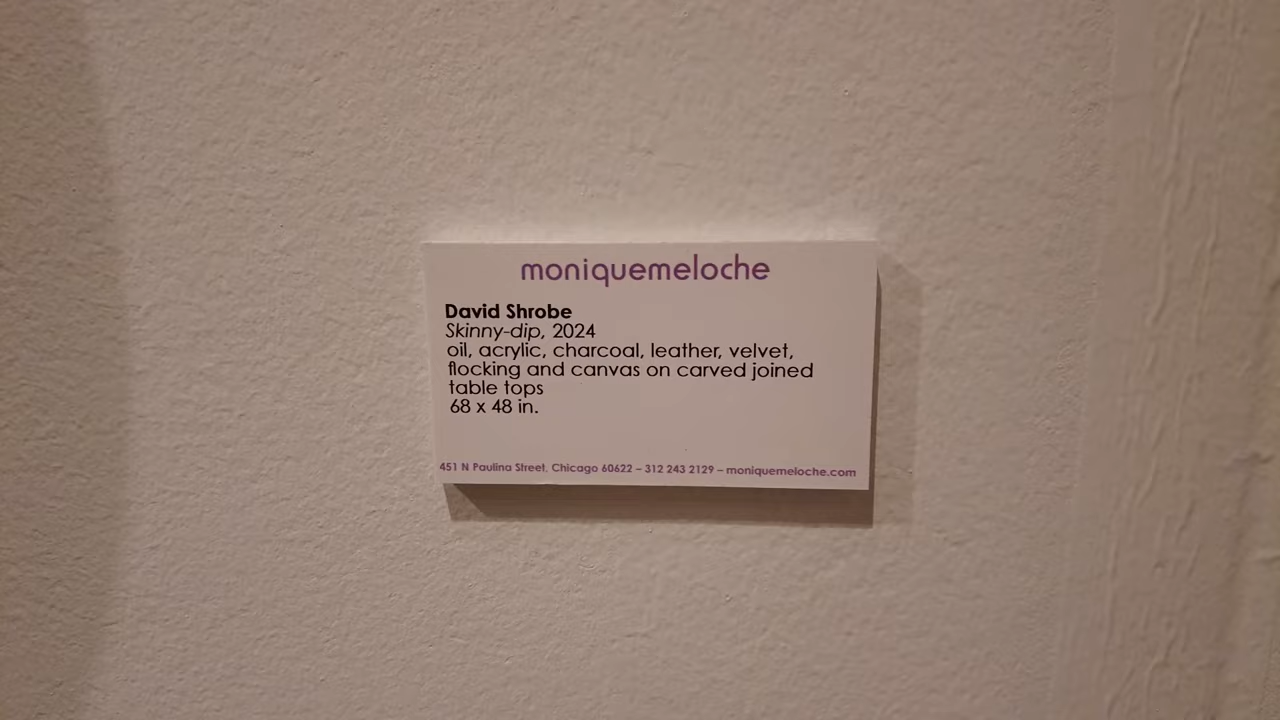 moniquemeloche
David Shrobe
Skinny-dip, 2024
oil, acrylic, charcoal, leather, velvet,
flocking and canvas on carved joined
table tops
68 x 48 in.
451 N Paulina Street, Chicago 60622 – 312 243 2129 – moniquemeloche.com